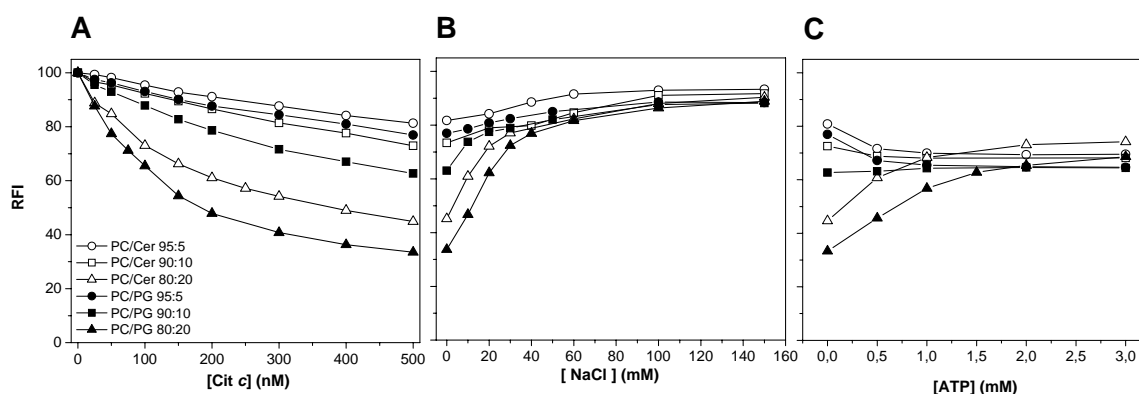 A
B
C
RFI
100
80
60
40
20
0
PC/Cer 95:5
PC/Cer 90:10
PC/Cer 80:20
PC/PG 95:5
PC/PG 90:10
PC/PG 80:20
0 100 200 300 400 500
[Cit c] (nM)
0 20 40 60 80 100 120 140 160
[ NaCl ] (mM)
0,0 0,5 1,0 1,5 2,0 2,5 3,0
[ATP] (mM)